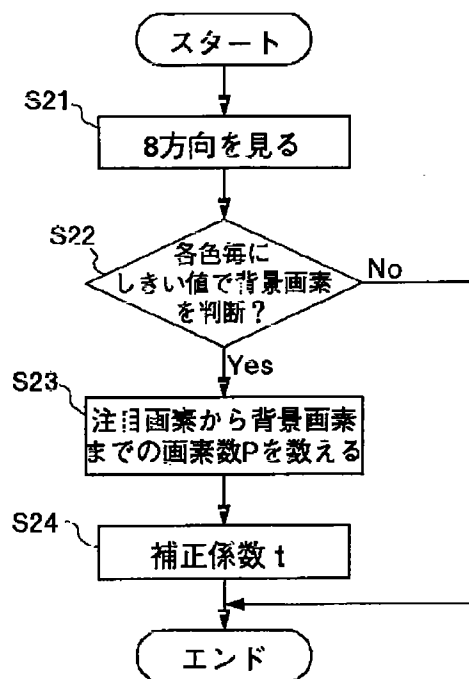 スタート
S21
8方向を見る
S22
各色毎に
しきい値で背景画素
を判断？
No
Yes
S23
注目画素から背景画素
までの画素数Pを数える
S24
補正係数 t
エンド